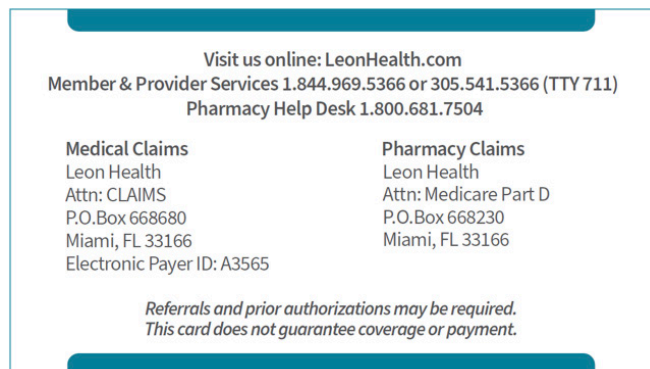 Visit us online: LeonHealth.com
Member & Provider Services 1.844.969.5366 or 305.541.5366 (TTY 711)
Pharmacy Help Desk 1.800.681.7504
Medical Claims
Leon Health
Attn: CLAIMS
P.O.Box 668680
Miami, FL 33166
Electronic Payer ID: A3565
Pharmacy Claims
Leon Health
Attn: Medicare Part D
P.O.Box 668230
Miami, FL 33166
Referrals and prior authorizations may be required.
This card does not guarantee coverage or payment.